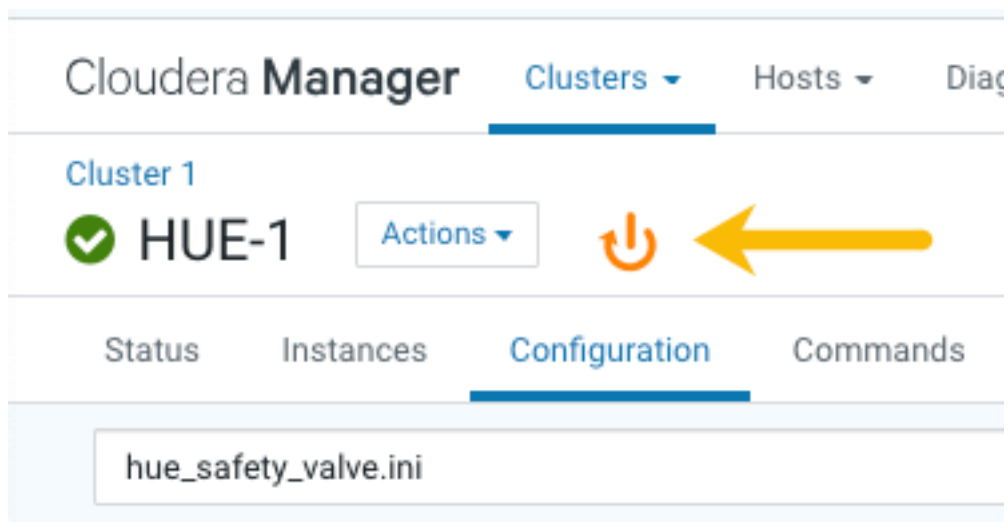 Cloudera Manager Clusters Hosts
Cluster 1
HUE-1 Actions
Status Instances Configuration Commands
hue_safety_valve.ini